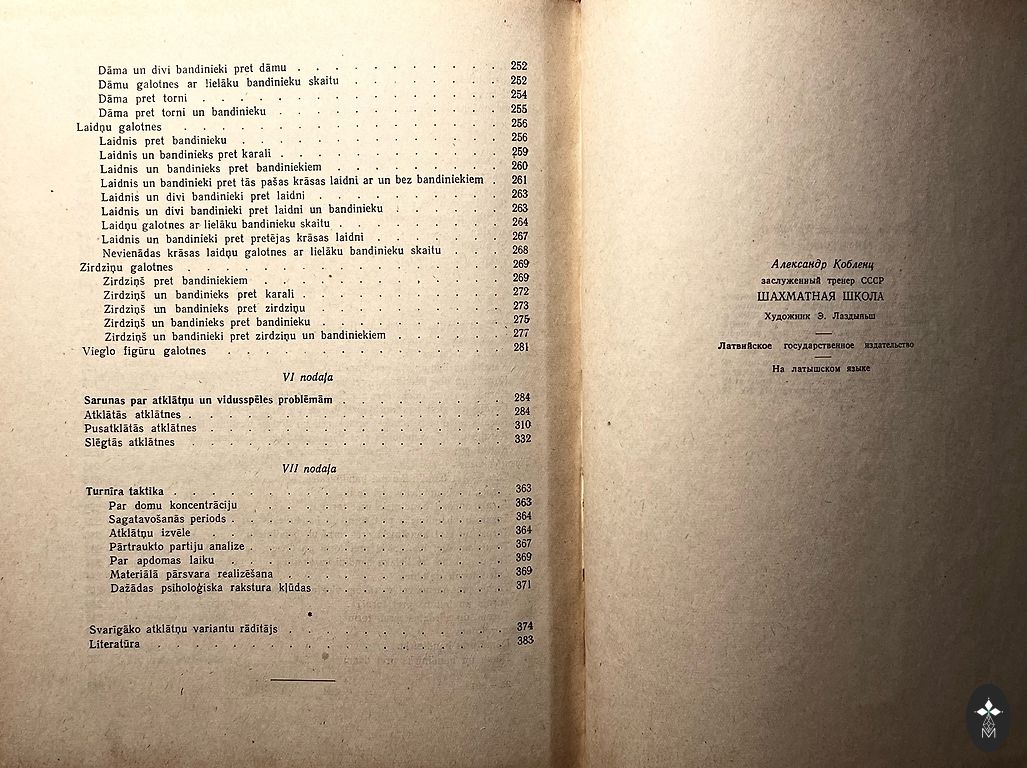 Dāma un divi bandinieki pret dāmu . . . . . . . . . . 252
Dāmu galotnes ar lielāku bandinieku skaitu . . . . . . . . 252
Dāma pret torni . . . . . . . . . . . . . 254
Dāma pret torni un bandinieku . . . . . . . . . . 255
Laidņu galotnes . . . . . . . . . . . . . . 256
Laidnis pret bandinieku . . . . . . . . . . . . 256
Laidnis un bandinieks pret karali . . . . . . . . . . 259
Laidnis un bandinieks pret bandiniekiem . . . . . . . . 260
Laidnis un bandinieki pret tās pašas krāsas laidni ar un bez bandiniekiem . 261
Laidnis un divi bandinieki pret laidni . . . . . . . . . 263
Laidnis un divi bandinieki pret laidni un bandinieku . . . . . 263
Laidņu galotnes ar lielāku bandinieku skaitu . . . . . . . 264
Laidnis un bandinieki pret pretējas krāsas laidni . . . . . . 267
Nevienādas krāsas laidņu galotnes ar lielāku bandinieku skaitu . . . 268
Zirdziņu galotnes . . . . . . . . . . . . . . 269
Zirdziņš pret bandiniekiem . . . . . . . . . . . 269
Zirdziņš un bandinieks pret karali . . . . . . . . . . 272
Zirdziņš un bandinieks pret zirdziņu . . . . . . . . . 273
Zirdziņš un bandinieks pret bandinieku . . . . . . . . . 275
Zirdziņš un bandinieki pret zirdziņu un bandiniekiem . . . . . 277
Vieglo figūru galotnes . . . . . . . . . . . . . 281
VI nodaļa
Sarunas par atklātņu un vidusspēles problēmām . . . . . . . 284
Atklātās atklātnes . . . . . . . . . . . . . . 284
Pusatklātās atklātnes . . . . . . . . . . . . . 310
Slēgtās atklātnes . . . . . . . . . . . . . . 332
VII nodaļa
Turnīra taktika . . . . . . . . . . . . . . . 363
Par domu koncentrāciju . . . . . . . . . . . . 363
Sagatavošanās periods . . . . . . . . . . . . . 364
Atklātņu izvēle . . . . . . . . . . . . . . 364
Pārtraukto partiju analīze . . . . . . . . . . . . 367
Par apdomas laiku . . . . . . . . . . . . . 369
Materiālā pārsvara realizēšana . . . . . . . . . . 369
Dažādas psiholoģiska rakstura kļūdas . . . . . . . . . 371
Svarīgāko atklātņu variantu rādītājs . . . . . . . . . . 374
Literatūra . . . . . . . . . . . . . . . . 383
Александр Кобленц
заслуженный тренер СССР
ШАХМАТНАЯ ШКОЛА
Художник Э. Лаздыньш
Латвийское государственное издательство
На латышском языке
M